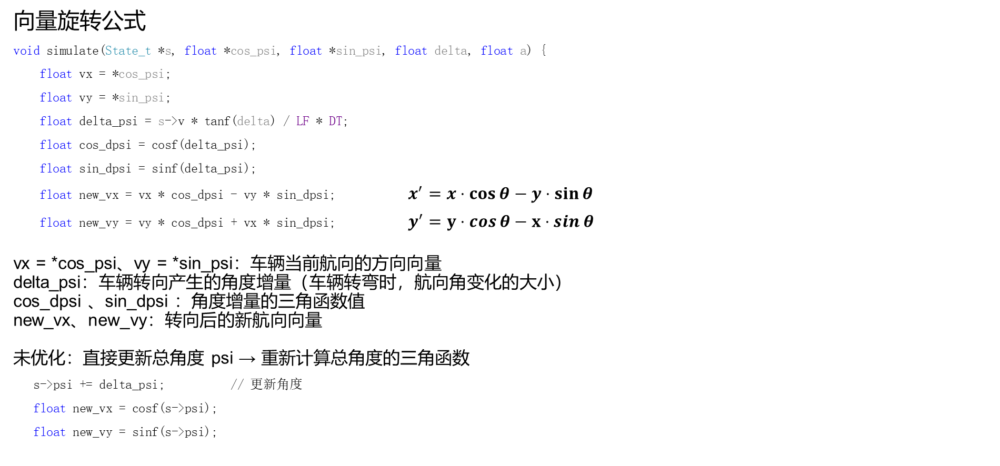 向量旋转公式
void simulate(State_t *s, float *cos_psi, float *sin_psi, float delta, float a) {
float vx = *cos_psi;
float vy = *sin_psi;
float delta_psi = s->v * tanf(delta) / LF * DT;
float cos_dpsi = cosf(delta_psi);
float sin_dpsi = sinf(delta_psi);
float new_vx = vx * cos_dpsi - vy * sin_dpsi; x′ = x · cos θ − y · sin θ
float new_vy = vy * cos_dpsi + vx * sin_dpsi; y′ = y · cos θ − x · sin θ
vx = *cos_psi、vy = *sin_psi：车辆当前航向的方向向量
delta_psi：车辆转向产生的角度增量（车辆转弯时，航向角变化的大小）
cos_dpsi 、sin_dpsi ：角度增量的三角函数值
new_vx、new_vy：转向后的新航向向量
未优化：直接更新总角度 psi → 重新计算总角度的三角函数
s->psi += delta_psi; // 更新角度
float new_vx = cosf(s->psi);
float new_vy = sinf(s->psi);